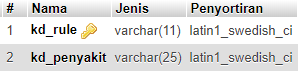 # Nama Jenis Penyortiran
1 kd_rule varchar(11) latin1_swedish_ci
2 kd_penyakit varchar(25) latin1_swedish_ci